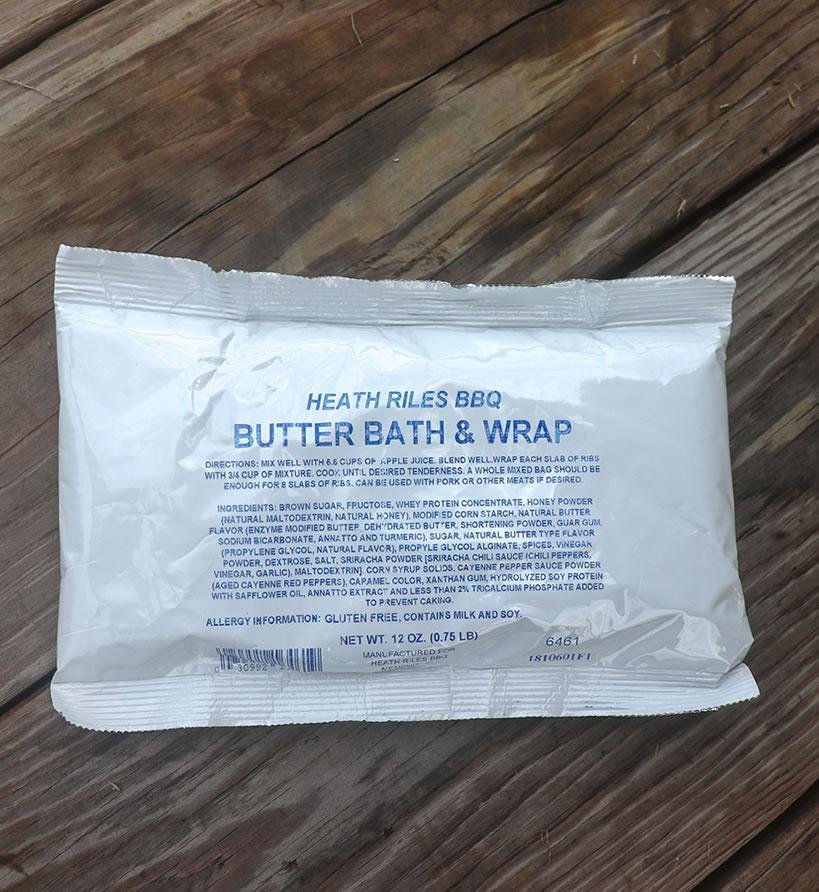 HEATH RILES BBQ
BUTTER BATH & WRAP
DIRECTIONS: MIX WELL WITH 6.6 CUPS OF APPLE JUICE. BLEND WELL.WRAP EACH SLAB OF RIBS
WITH 3/4 CUP OF MIXTURE. COOK UNTIL DESIRED TENDERNESS. A WHOLE MIXED BAG SHOULD BE
ENOUGH FOR 8 SLABS OF RIBS. CAN BE USED WITH PORK OR OTHER MEATS IF DESIRED.
INGREDIENTS: BROWN SUGAR, FRUCTOSE, WHEY PROTEIN CONCENTRATE, HONEY POWDER
(NATURAL MALTODEXTRIN, NATURAL HONEY), MODIFIED CORN STARCH, NATURAL BUTTER
FLAVOR (ENZYME MODIFIED BUTTER, DEHYDRATED BUTTER, SHORTENING POWDER, GUAR GUM,
SODIUM BICARBONATE, ANNATTO AND TURMERIC), SUGAR, NATURAL BUTTER TYPE FLAVOR
(PROPYLENE GLYCOL, NATURAL FLAVOR), PROPYLE GLYCOL ALGINATE, SPICES, VINEGAR
POWDER, DEXTROSE, SALT, SRIRACHA POWDER [SRIRACHA CHILI SAUCE (CHILI PEPPERS,
VINEGAR, GARLIC), MALTODEXTRIN], CORN SYRUP SOLIDS, CAYENNE PEPPER SAUCE POWDER
(AGED CAYENNE RED PEPPERS), CARAMEL COLOR, XANTHAN GUM, HYDROLYZED SOY PROTEIN
WITH SAFFLOWER OIL, ANNATTO EXTRACT AND LESS THAN 2% TRICALCIUM PHOSPHATE ADDED
TO PREVENT CAKING.
ALLERGY INFORMATION: GLUTEN FREE, CONTAINS MILK AND SOY.
NET WT. 12 OZ. (0.75 LB)
6461
MANUFACTURED FOR
HEATH RILES BBQ
1810601F1
0 30992